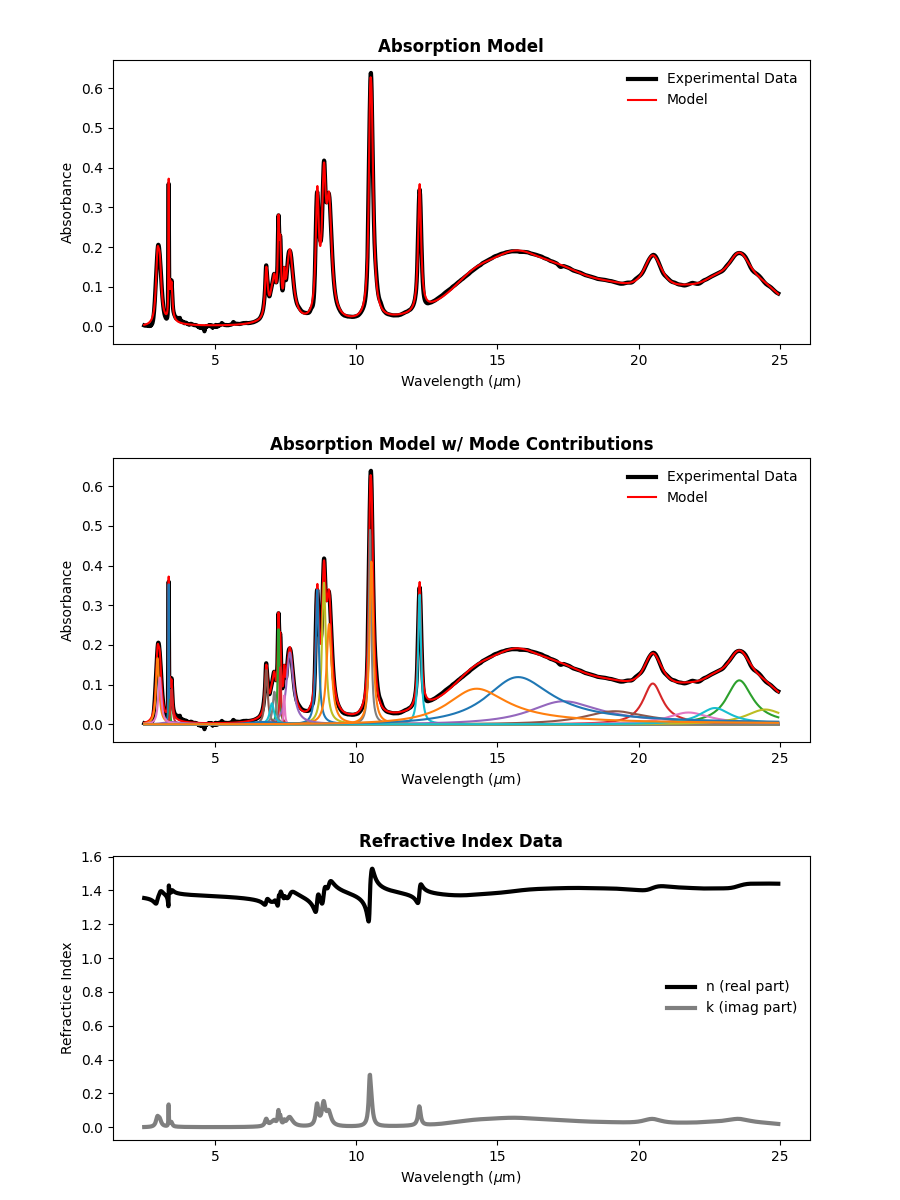 Absorption Model
0.6
0.5
0.4
0.3
0.2
0.1
0.0
Absorbance
Experimental Data
Model
5 10 15 20 25
Wavelength (μm)
Absorption Model w/ Mode Contributions
0.6
0.5
0.4
0.3
0.2
0.1
0.0
Absorbance
Experimental Data
Model
5 10 15 20 25
Wavelength (μm)
Refractive Index Data
1.6
1.4
1.2
1.0
0.8
0.6
0.4
0.2
0.0
Refractice Index
n (real part)
k (imag part)
5 10 15 20 25
Wavelength (μm)